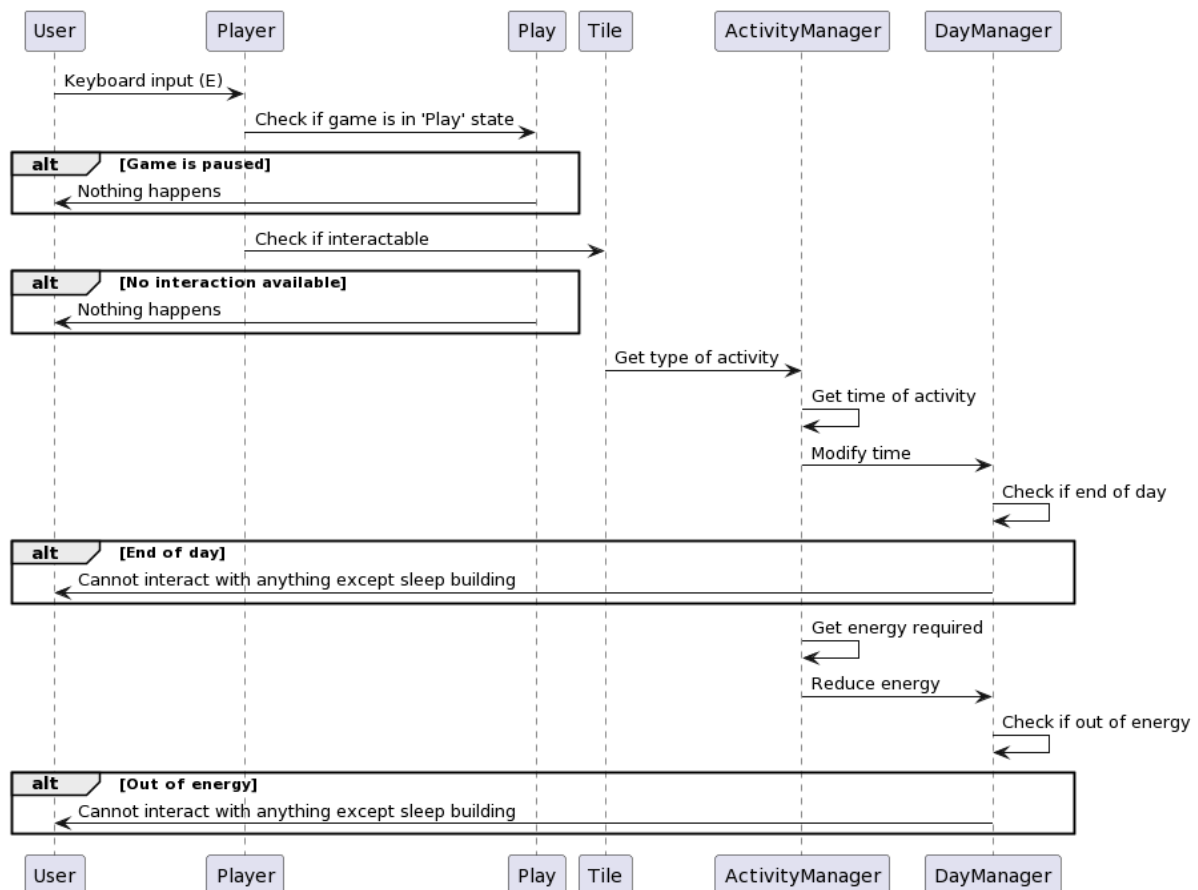 User Player Play Tile ActivityManager DayManager
Keyboard input (E)
Check if game is in 'Play' state
alt [Game is paused]
Nothing happens
Check if interactable
alt [No interaction available]
Nothing happens
Get type of activity
Get time of activity
Modify time
Check if end of day
alt [End of day]
Cannot interact with anything except sleep building
Get energy required
Reduce energy
Check if out of energy
alt [Out of energy]
Cannot interact with anything except sleep building
User Player Play Tile ActivityManager DayManager